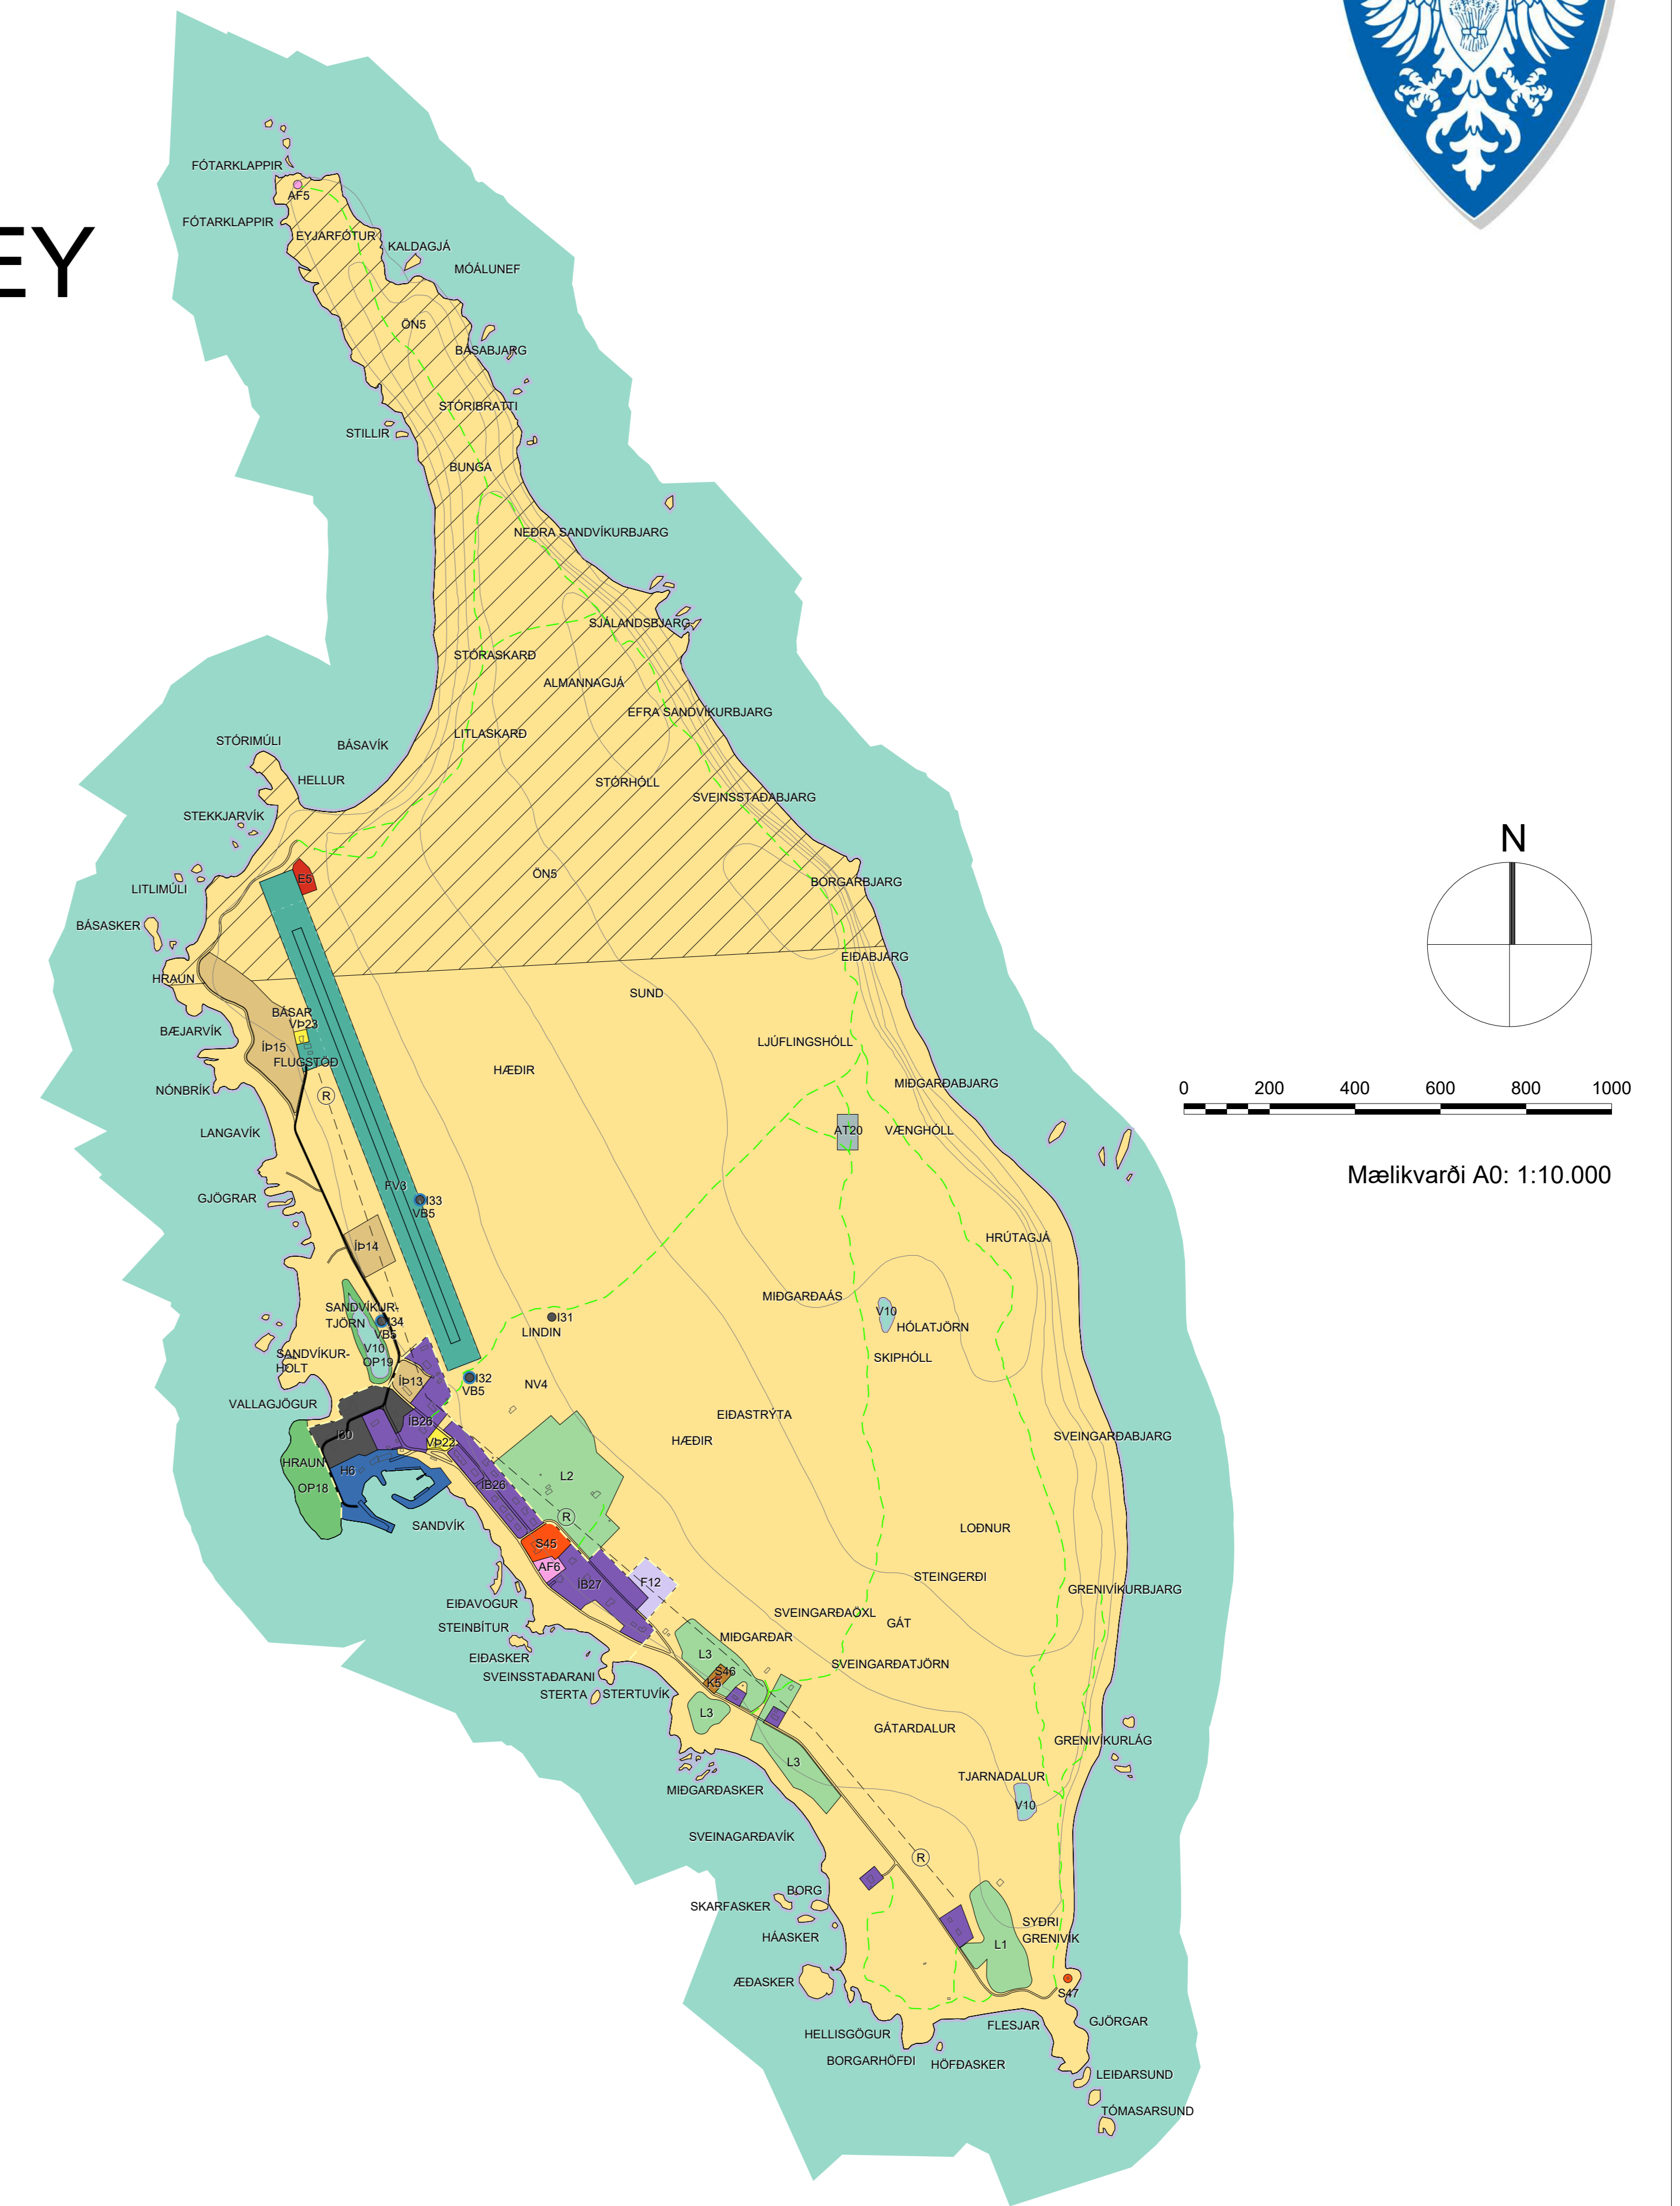 EY
FÓTARKLAPPIR
AF5
FÓTARKLAPPIR
EYJARFÓTUR
KALDAGJÁ
MÓÁLUNEF
ÖN5
BÁSABJARG
STÓRIBRATTI
STILLIR
BUNGA
NEÐRA SANDVÍKURBJARG
SJÁLANDSBJARG
STÓRASKARÐ
ALMANNAGJÁ
EFRA SANDVÍKURBJARG
LITLASKARÐ
STÓRIMÚLI
BÁSAVÍK
HELLUR
STÓRHÓLL
SVEINSSTAÐABJARG
STEKKJARVÍK
N
E5
ÖN5
BORGARBJARG
LITLIMÚLI
BÁSASKER
EIÐABJARG
HRAUN
SUND
BÁSAR
VÞ23
BÆJARVÍK
ÍÞ15
FLUGSTÖÐ
LJÚFLINGSHÓLL
HÆÐIR
NÓNBRÍK
R
MIÐGARÐABJARG
0 200 400 600 800 1000
LANGAVÍK
AT20
VÆNGHÓLL
Mælikvarði A0: 1:10.000
FV3
GJÖGRAR
I33
VB5
HRÚTAGJÁ
ÍÞ14
MIÐGARÐAÁS
SANDVÍKUR-
TJÖRN
I34
VB5
I31
LINDIN
V10
HÓLATJÖRN
V10
OP19
SANDVÍKUR-
HOLT
SKIPHÓLL
ÍÞ13
I32
VB5
NV4
VALLAGJÖGUR
EIÐASTRÝTA
ÍB26
I30
VÞ22
HÆÐIR
SVEINGARÐABJARG
HRAUN
H6
L2
OP18
ÍB26
R
SANDVÍK
LOÐNUR
S45
AF6
ÍB27
F12
STEINGERÐI
GRENIVÍKURBJARG
EIÐAVOGUR
SVEINGARÐAÖXL
GÁT
STEINBÍTUR
MIÐGARÐAR
EIÐASKER
L3
SVEINGARÐATJÖRN
S46
SVEINSSTAÐARANI
K5
STERTA
STERTUVÍK
L3
GÁTARDALUR
GRENIVÍKURLÁG
L3
TJARNADALUR
MIÐGARÐASKER
V10
SVEINAGARÐAVÍK
R
BORG
SKARFASKER
SYÐRI
GRENIVIK
HÁASKER
L1
ÆÐASKER
S47
FLESJAR
GJÖRGAR
HELLISGÖGUR
BORGARHÖFÐI
HÖFÐASKER
LEIÐARSUND
TÓMASARSUND